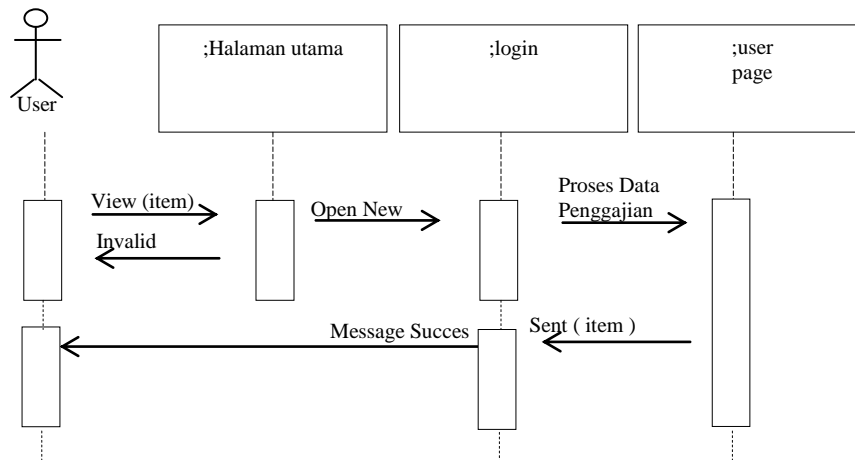 User
;Halaman utama
;login
;user
page
View (item)
Open New
Proses Data
Penggajian
Invalid
Message Succes
Sent ( item )